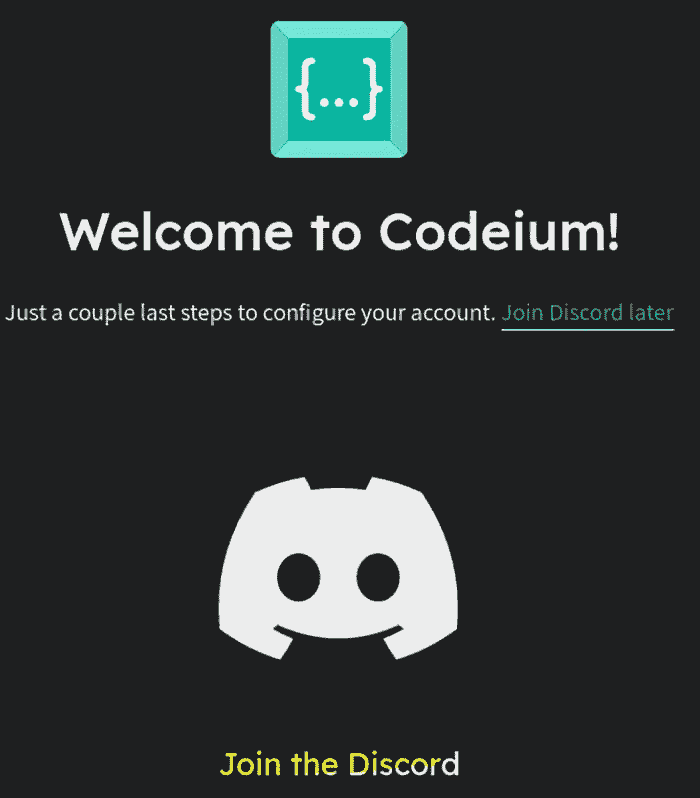 {...}
Welcome to Codeium!
Just a couple last steps to configure your account. Join Discord later
Join the Discord